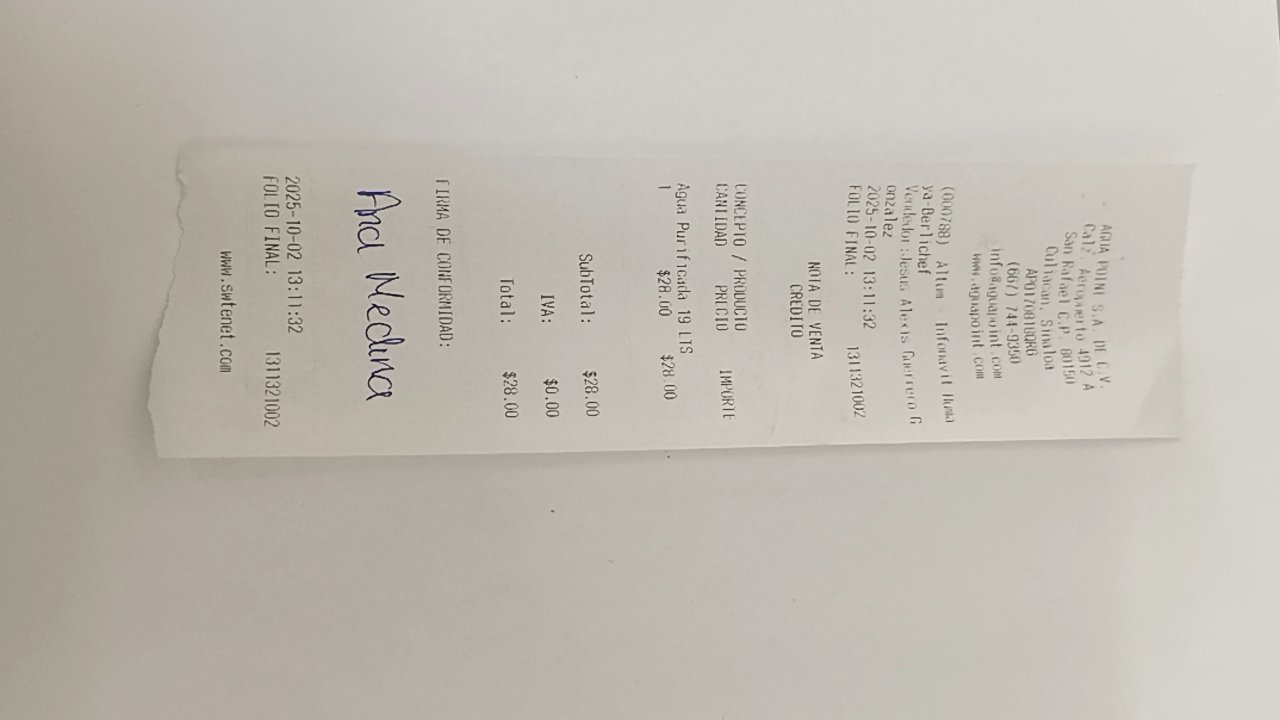 AGUA POINT S.A. DE C.V.
Calz. Aeropuerto 4912 A
San Rafael C.P. 80150
Culiacan, Sinaloa
APO170818QR6
(667) 744-9350
info@aguapoint.com
www.aguapoint.com
(000788) Altum - Infonavit Huma
ya-Berlichef
Vendedor:Jesus Alexis Guerrero G
onzalez
2025-10-02 13:11:32
FOLIO FINAL: 1311321002
NOTA DE VENTA
CREDITO
CONCEPTO / PRODUCTO
CANTIDAD PRECIO IMPORTE
Agua Purificada 19 LTS
1 $28.00 $28.00
SubTotal: $28.00
IVA: $0.00
Total: $28.00
FIRMA DE CONFORMIDAD:
Ana Medina
2025-10-02 13:11:32
FOLIO FINAL: 1311321002
www.swftenet.com